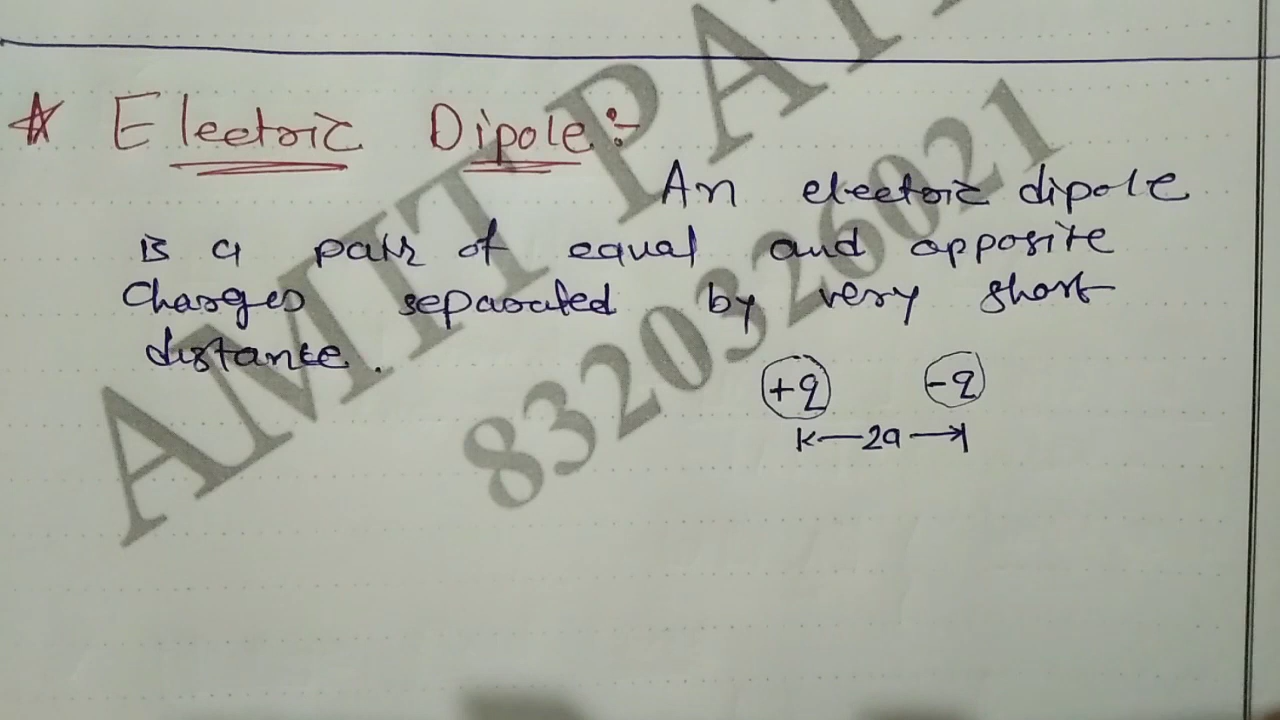 ☆ Electric Dipole:-
An electric dipole
is a pair of equal and opposite
charges separated by very short
distance.
+q -q
2a
AMIT PAT
8320326021